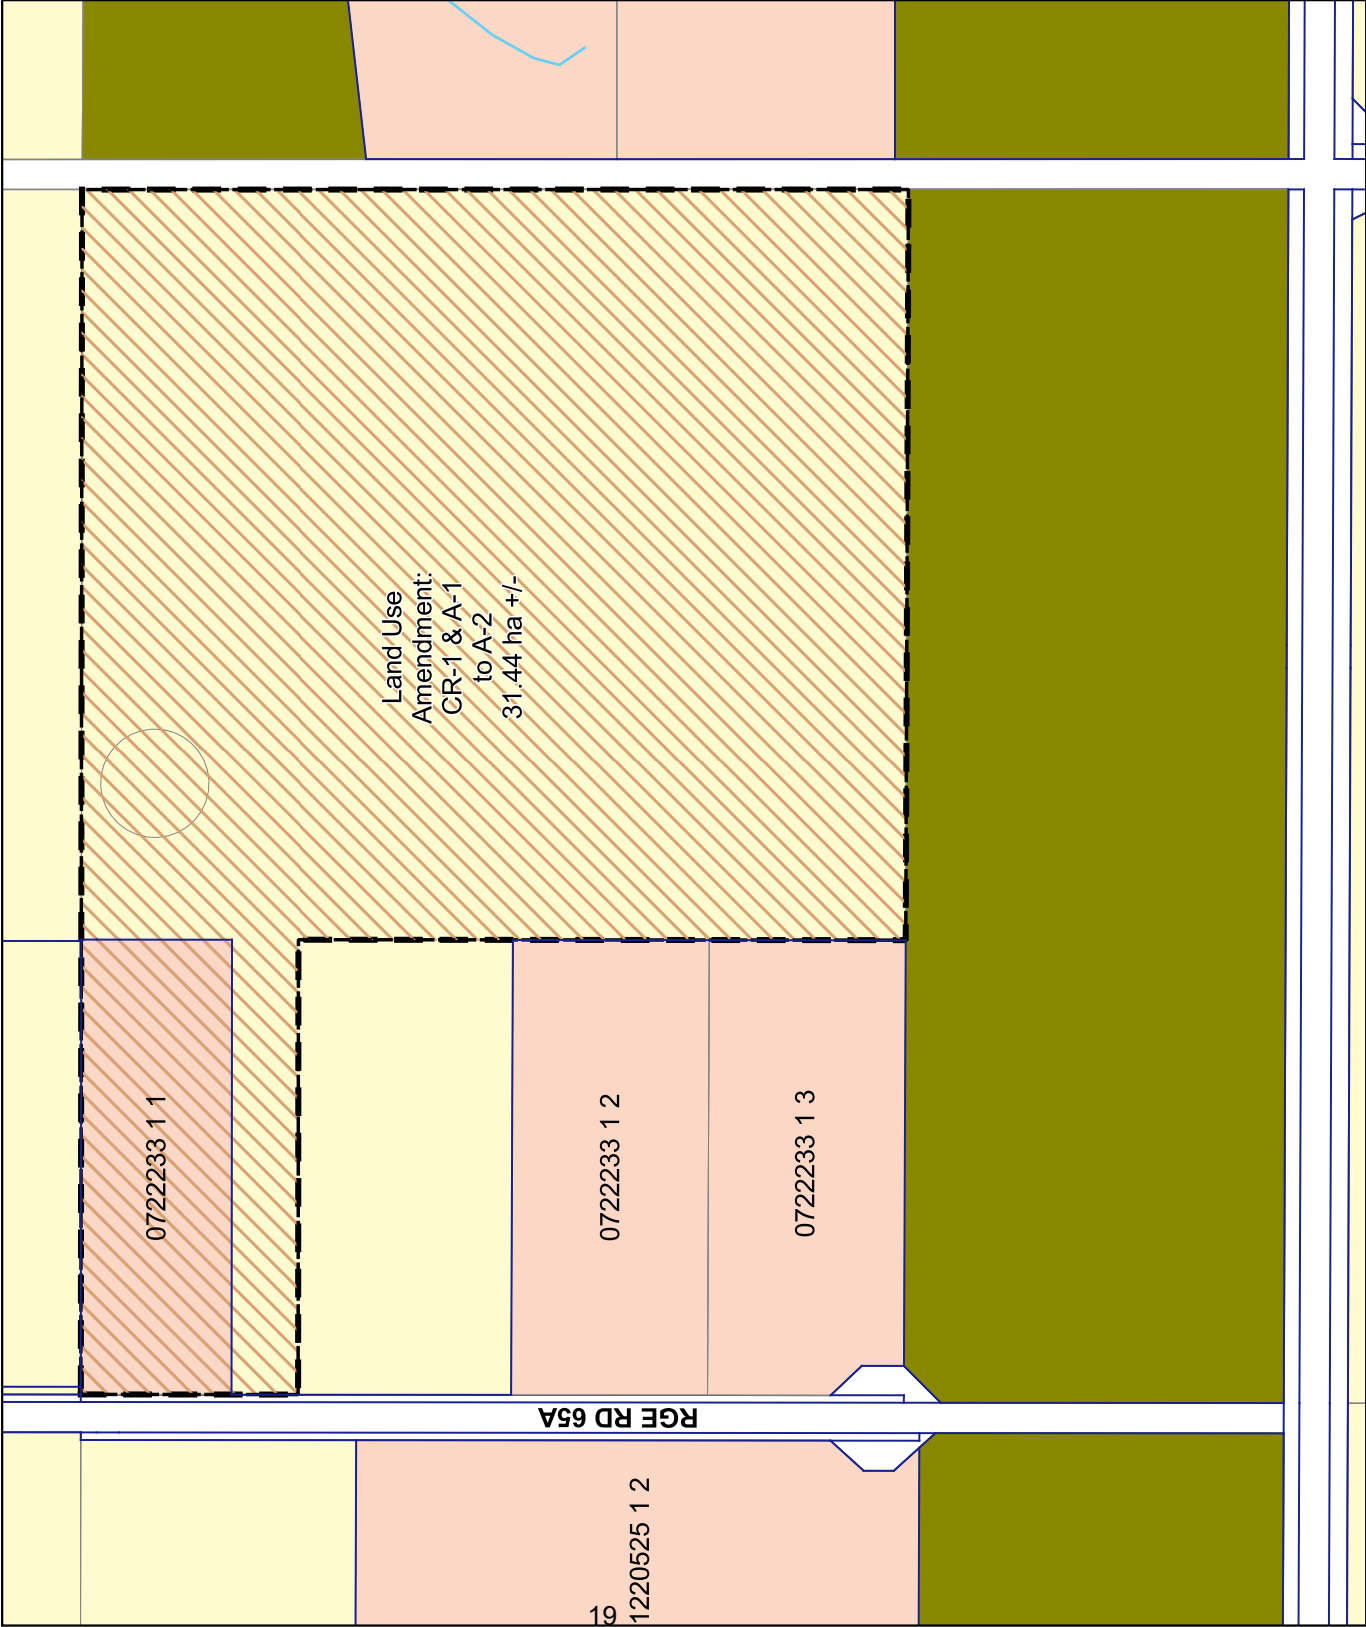 Land Use
Amendment:
CR-1 & A-1
to A-2
31.44 ha +/-
0722233 1 1
0722233 1 2
0722233 1 3
RGE RD 65A
1220525 1 2
19